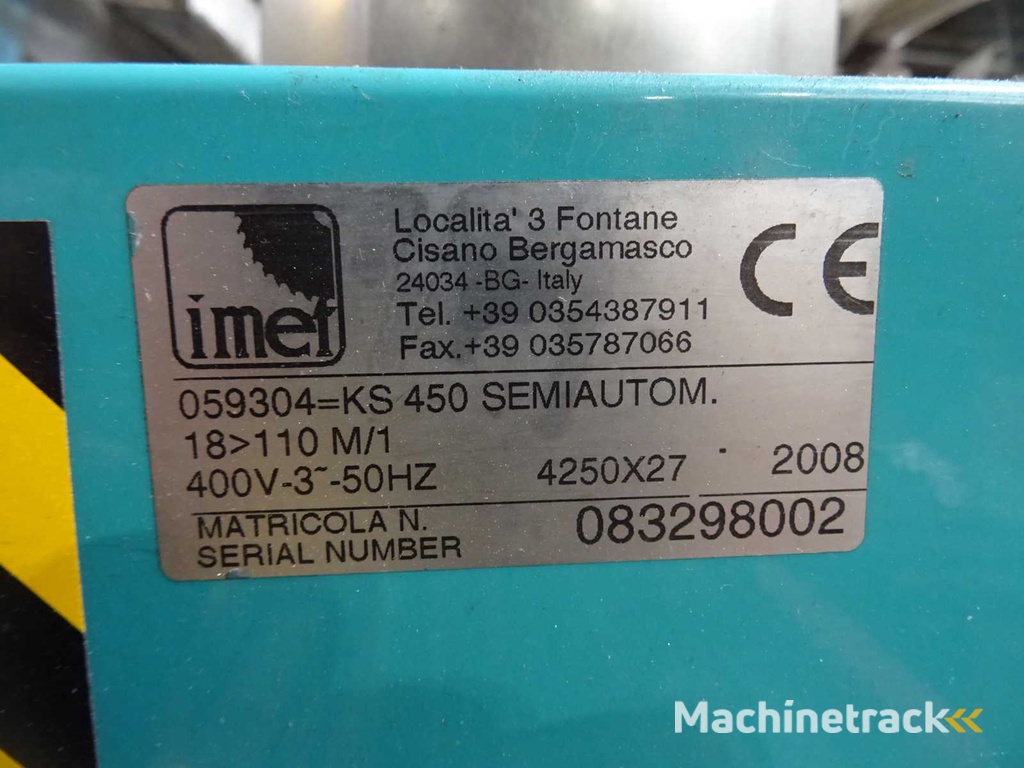 imet
Localita' 3 Fontane
Cisano Bergamasco
24034 -BG- Italy
Tel. +39 0354387911
Fax.+39 035787066
CE
059304=KS 450 SEMIAUTOM.
18>110 M/1
400V-3~-50HZ 4250X27 2008
MATRICOLA N.
SERIAL NUMBER 083298002
Machinetrack